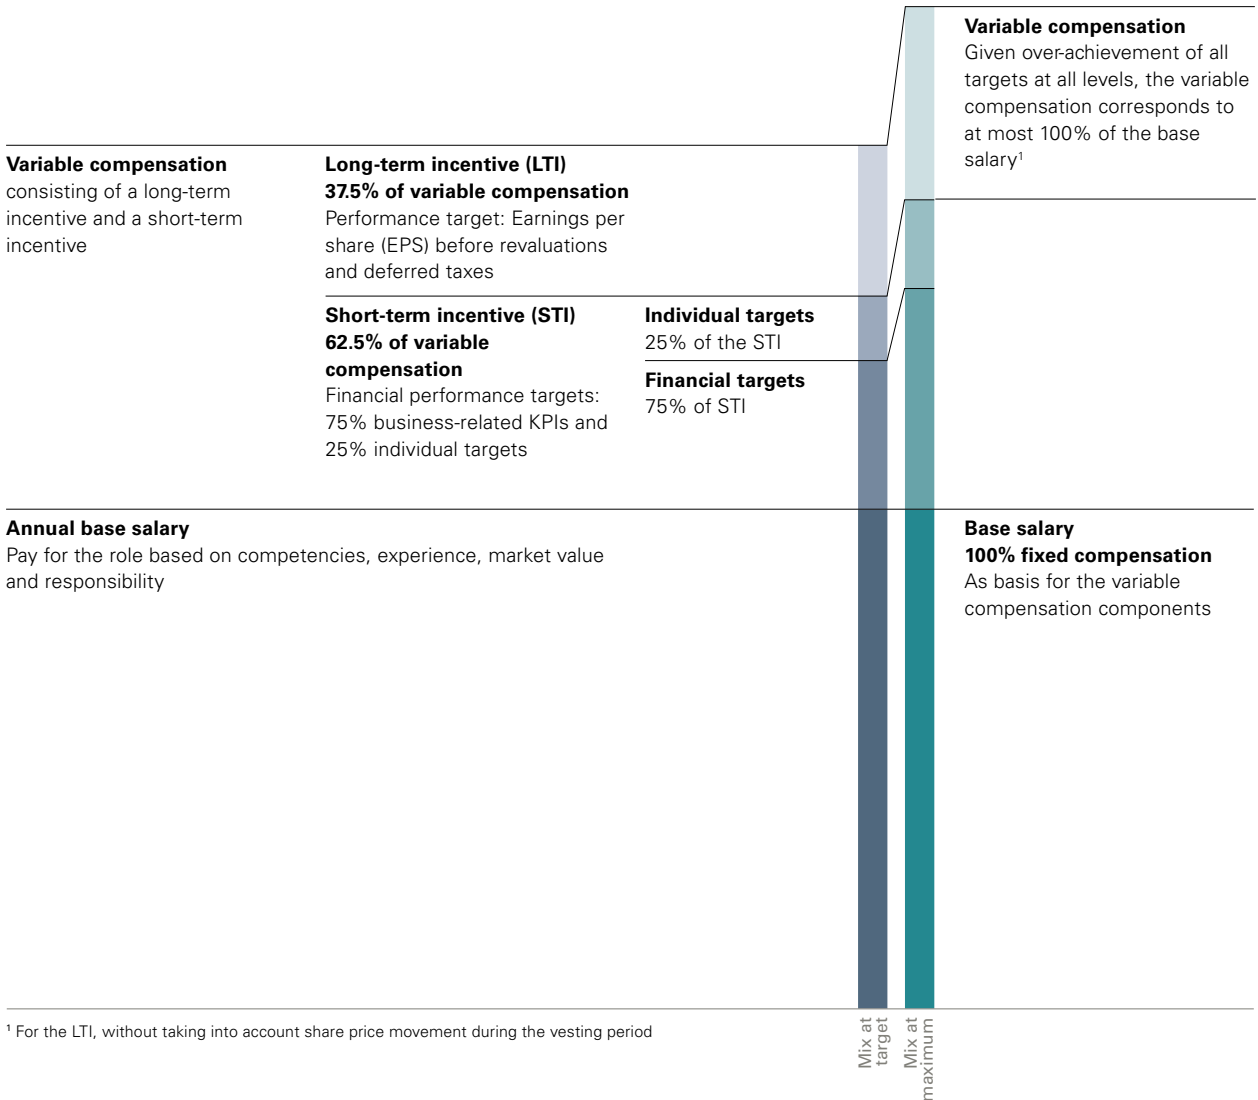 Variable compensation
Given over-achievement of all
targets at all levels, the variable
compensation corresponds to
at most 100% of the base
salary¹
Variable compensation
consisting of a long-term
incentive and a short-term
incentive
Long-term incentive (LTI)
37.5% of variable compensation
Performance target: Earnings per
share (EPS) before revaluations
and deferred taxes
Short-term incentive (STI)
62.5% of variable
compensation
Financial performance targets:
75% business-related KPIs and
25% individual targets
Individual targets
25% of the STI
Financial targets
75% of STI
Annual base salary
Pay for the role based on competencies, experience, market value
and responsibility
Base salary
100% fixed compensation
As basis for the variable
compensation components
¹ For the LTI, without taking into account share price movement during the vesting period
Mix at
target
Mix at
maximum